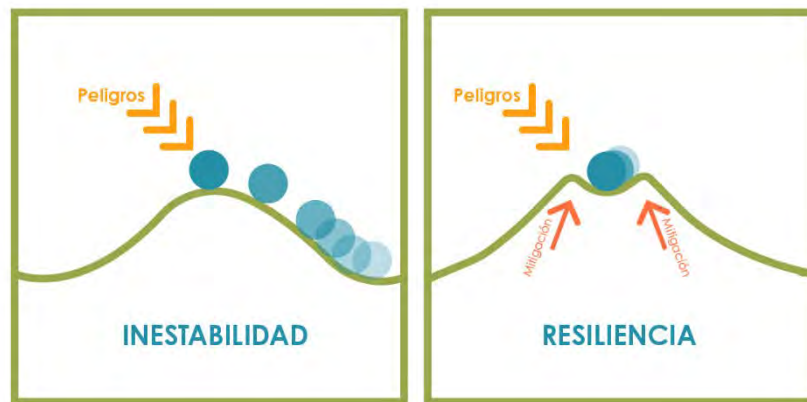 Peligros
INESTABILIDAD
Peligros
Mitigación
Mitigación
RESILIENCIA